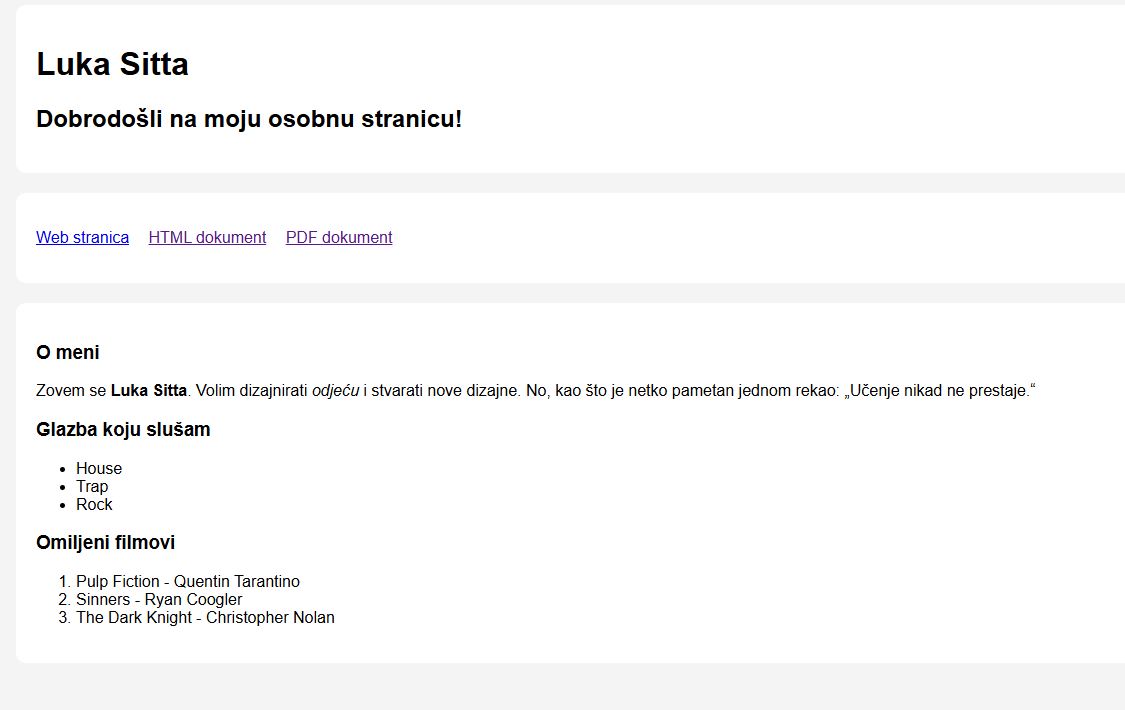 Luka Sitta
Dobrodošli na moju osobnu stranicu!
Web stranica HTML dokument PDF dokument
O meni
Zovem se Luka Sitta. Volim dizajnirati odjeću i stvarati nove dizajne. No, kao što je netko pametan jednom rekao: „Učenje nikad ne prestaje.“
Glazba koju slušam
• House
• Trap
• Rock
Omiljeni filmovi
1. Pulp Fiction - Quentin Tarantino
2. Sinners - Ryan Coogler
3. The Dark Knight - Christopher Nolan